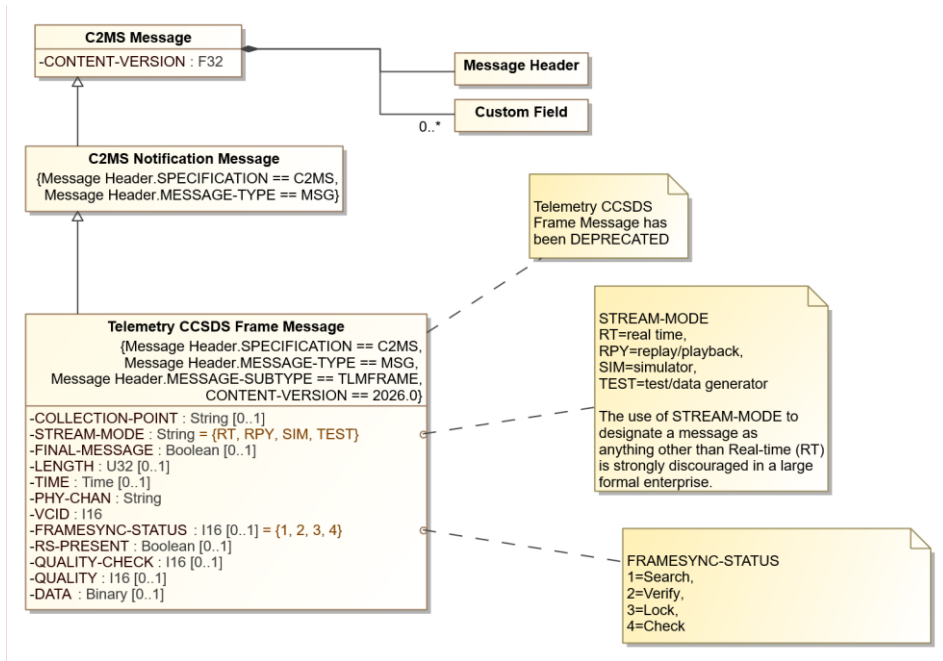 C2MS Message
-CONTENT-VERSION : F32
Message Header
Custom Field
0..*
C2MS Notification Message
{Message Header.SPECIFICATION == C2MS,
Message Header.MESSAGE-TYPE == MSG}
Telemetry CCSDS
Frame Message has
been DEPRECATED
Telemetry CCSDS Frame Message
{Message Header.SPECIFICATION == C2MS,
Message Header.MESSAGE-TYPE == MSG,
Message Header.MESSAGE-SUBTYPE == TLMFRAME,
CONTENT-VERSION == 2026.0}
-COLLECTION-POINT : String [0..1]
-STREAM-MODE : String = {RT, RPY, SIM, TEST}
-FINAL-MESSAGE : Boolean [0..1]
-LENGTH : U32 [0..1]
-TIME : Time [0..1]
-PHY-CHAN : String
-VCID : I16
-FRAMESYNC-STATUS : I16 [0..1] = {1, 2, 3, 4}
-RS-PRESENT : Boolean [0..1]
-QUALITY-CHECK : I16 [0..1]
-QUALITY : I16 [0..1]
-DATA : Binary [0..1]
STREAM-MODE
RT=real time,
RPY=replay/playback,
SIM=simulator,
TEST=test/data generator
The use of STREAM-MODE to
designate a message as
anything other than Real-time (RT)
is strongly discouraged in a large
formal enterprise.
FRAMESYNC-STATUS
1=Search,
2=Verify,
3=Lock,
4=Check